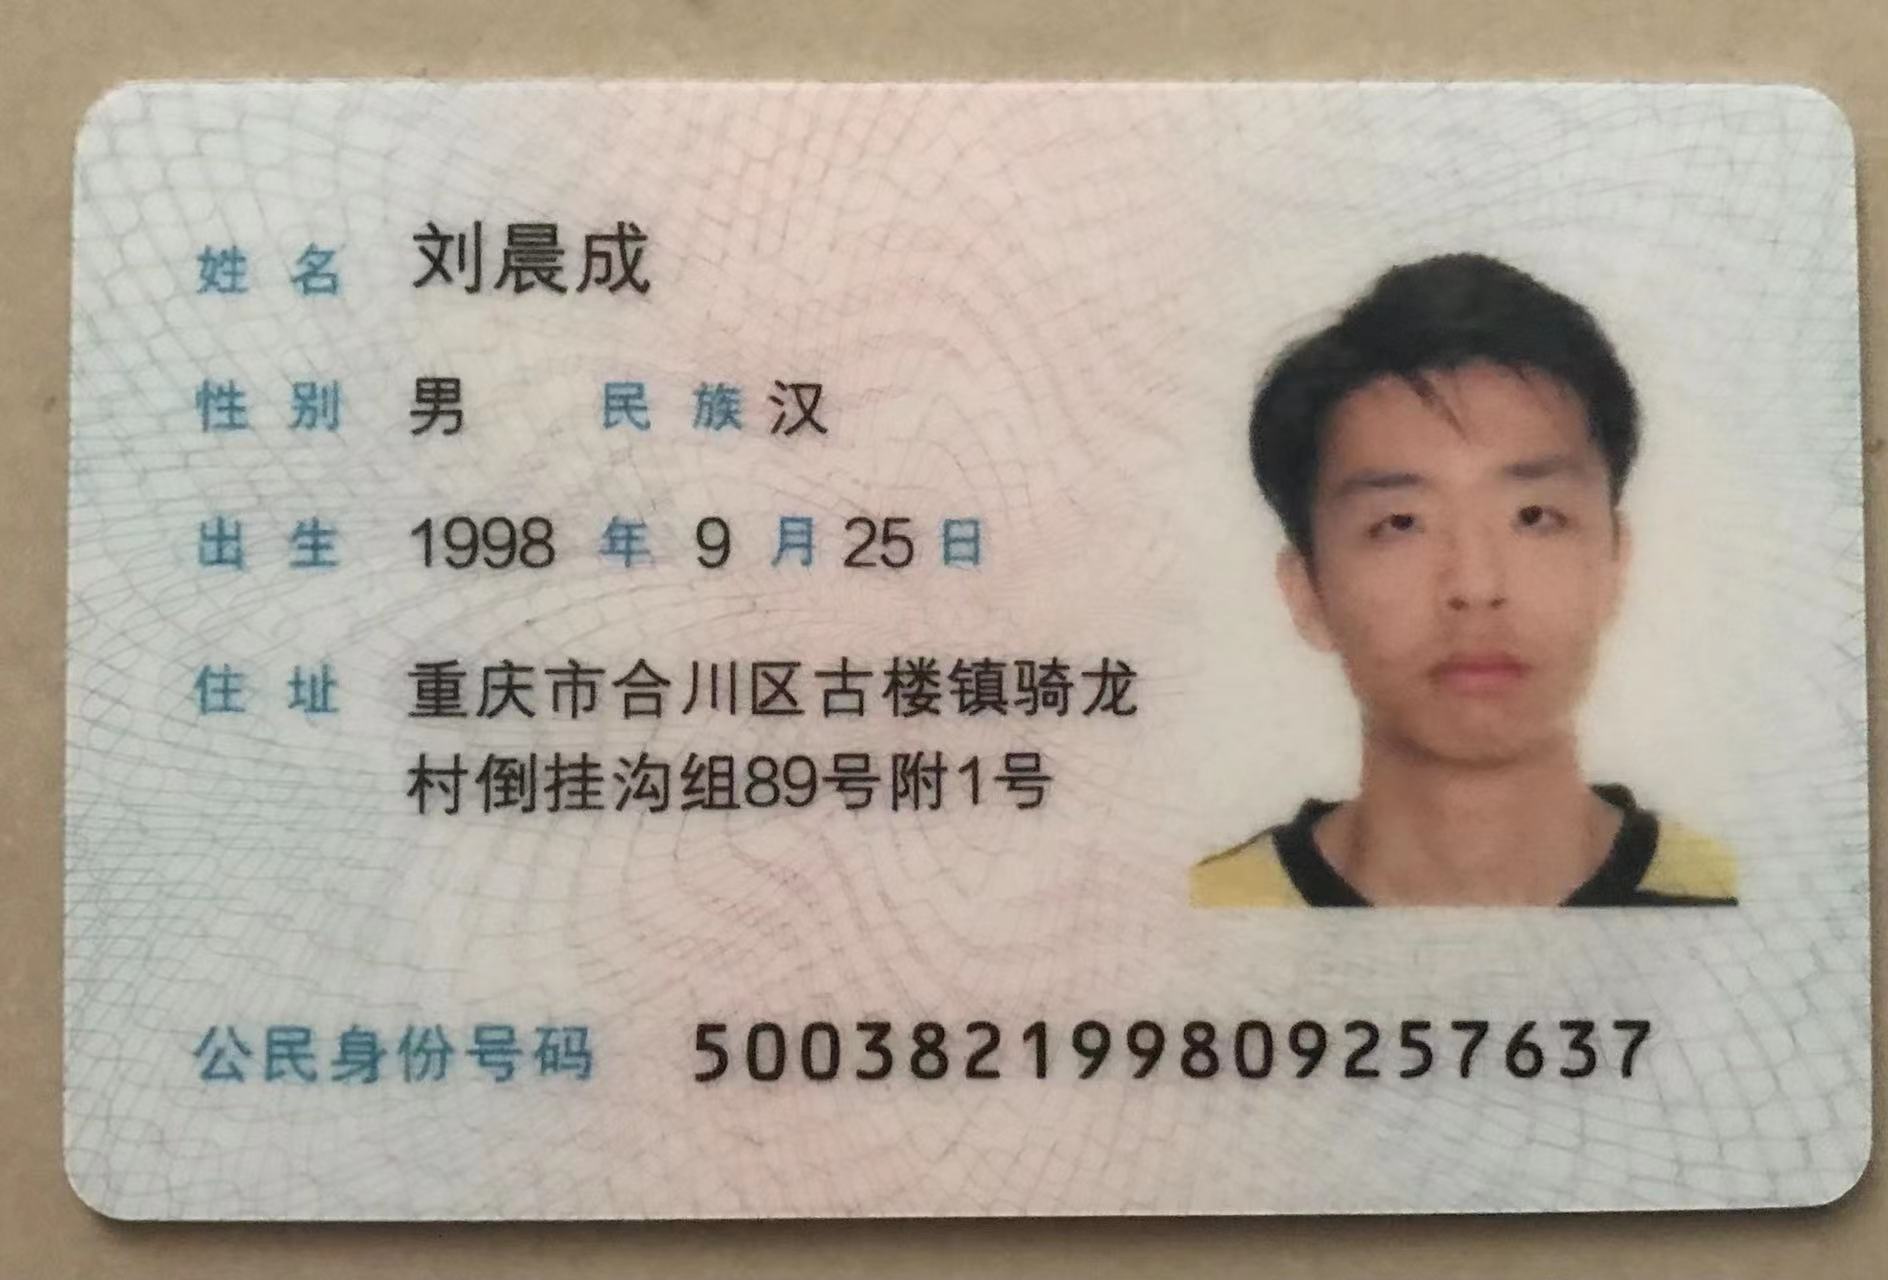 姓名 刘晨成
性别 男 民族 汉
出生 1998 年 9 月 25 日
住址 重庆市合川区古楼镇骑龙
村倒挂沟组89号附1号
公民身份号码 500382199809257637